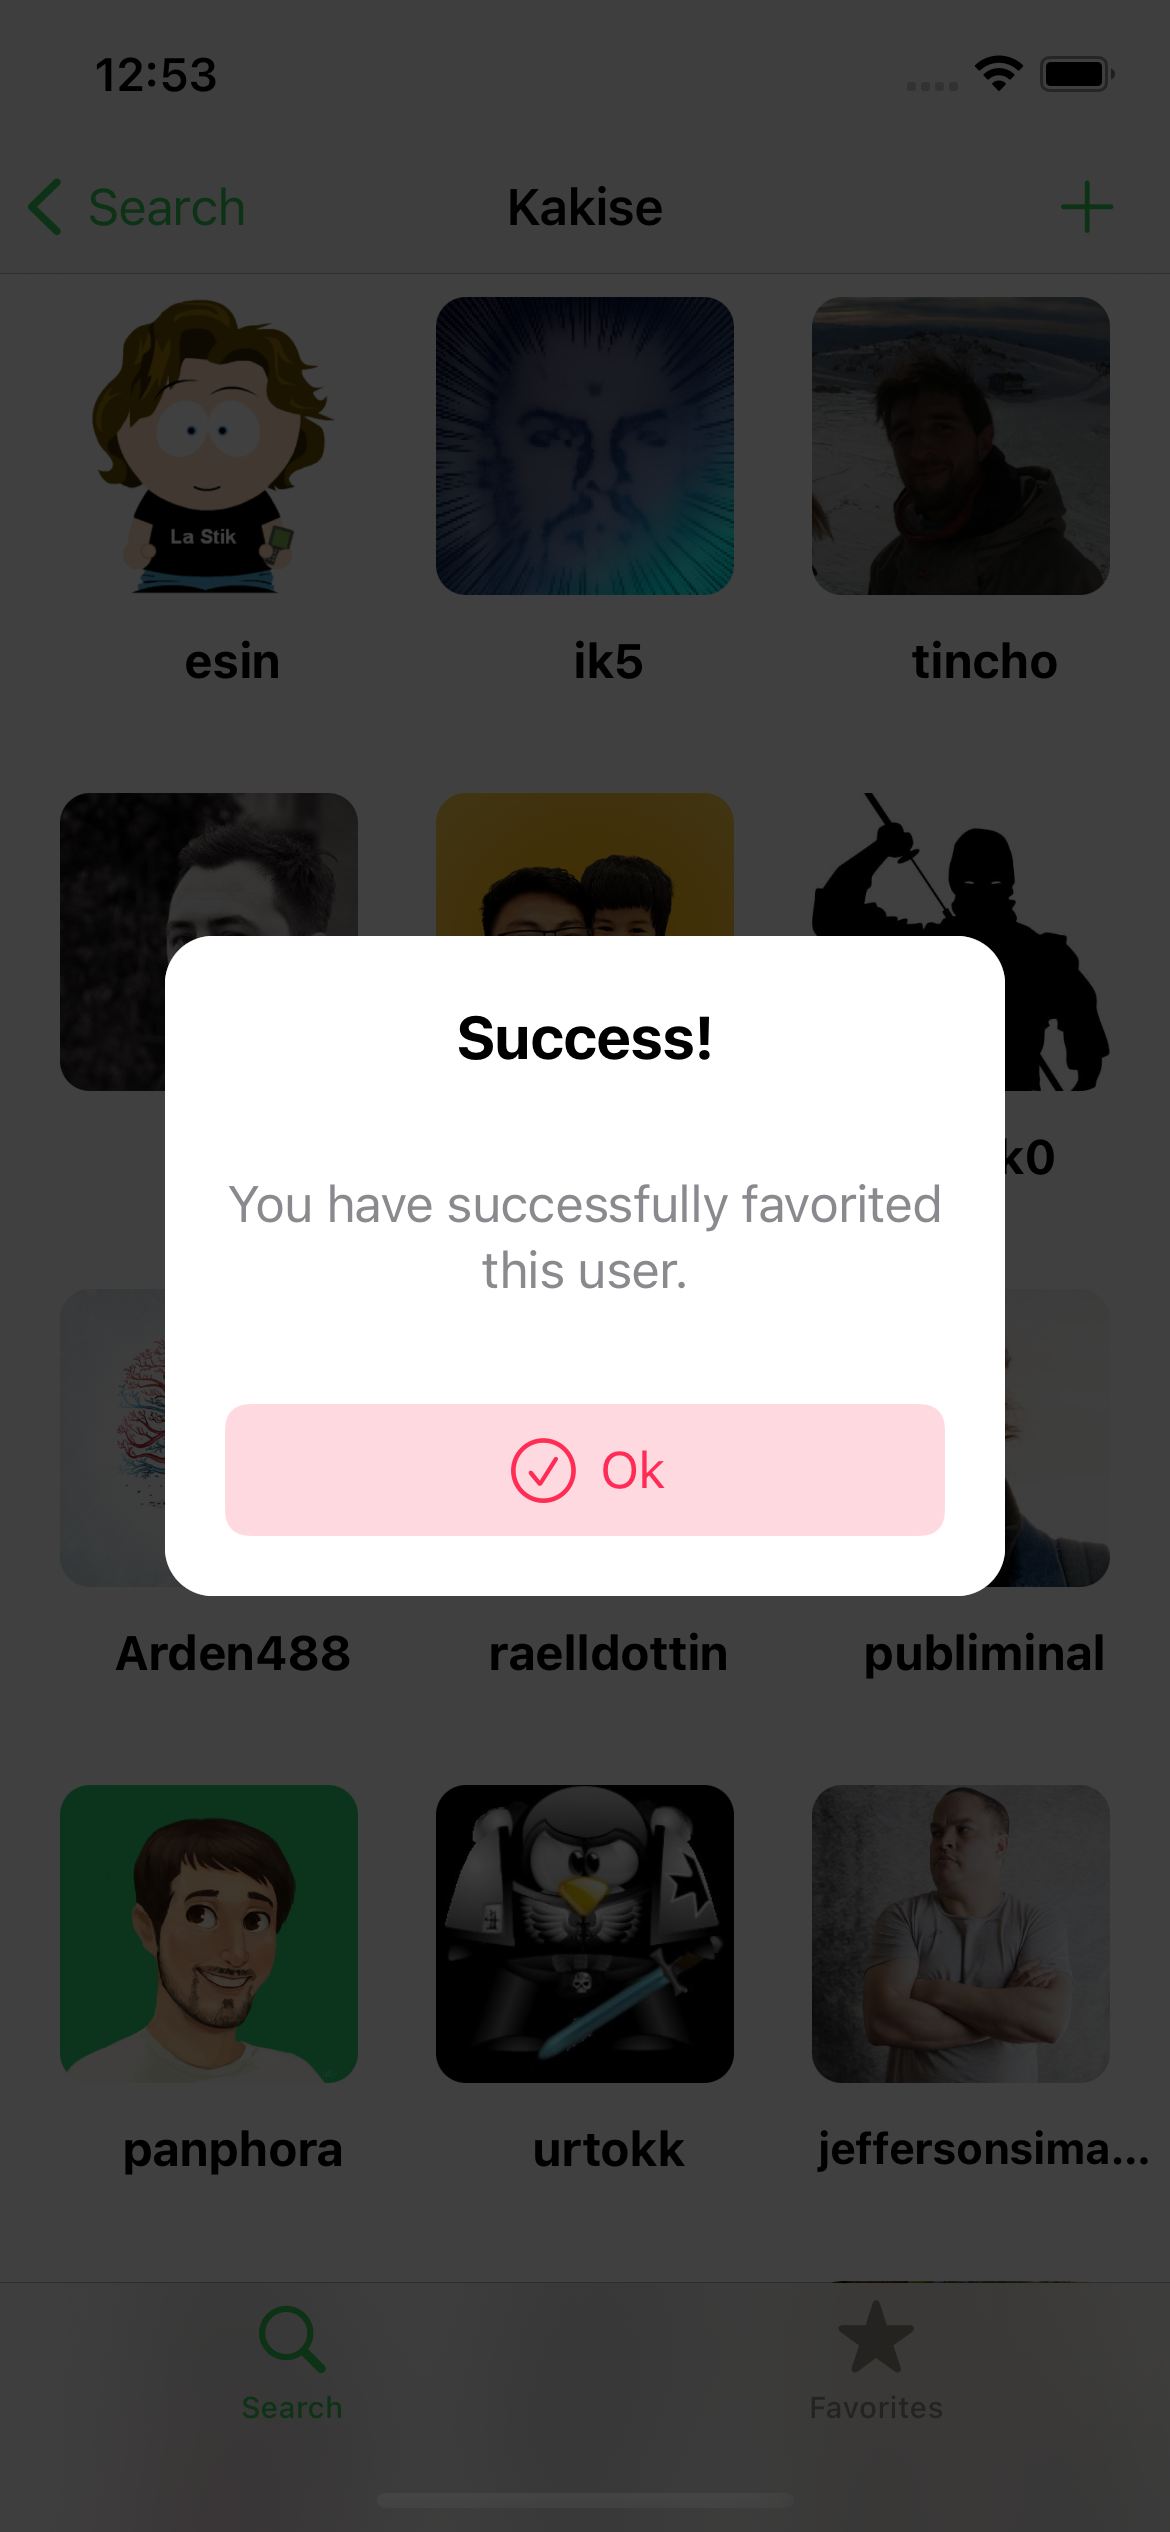 12:53
Search
Kakise
La Stik
esin
ik5
tincho
k0
Success!
You have successfully favorited
this user.
Ok
Arden488
raelldottin
publiminal
panphora
urtokk
jeffersonsima...
Search
Favorites